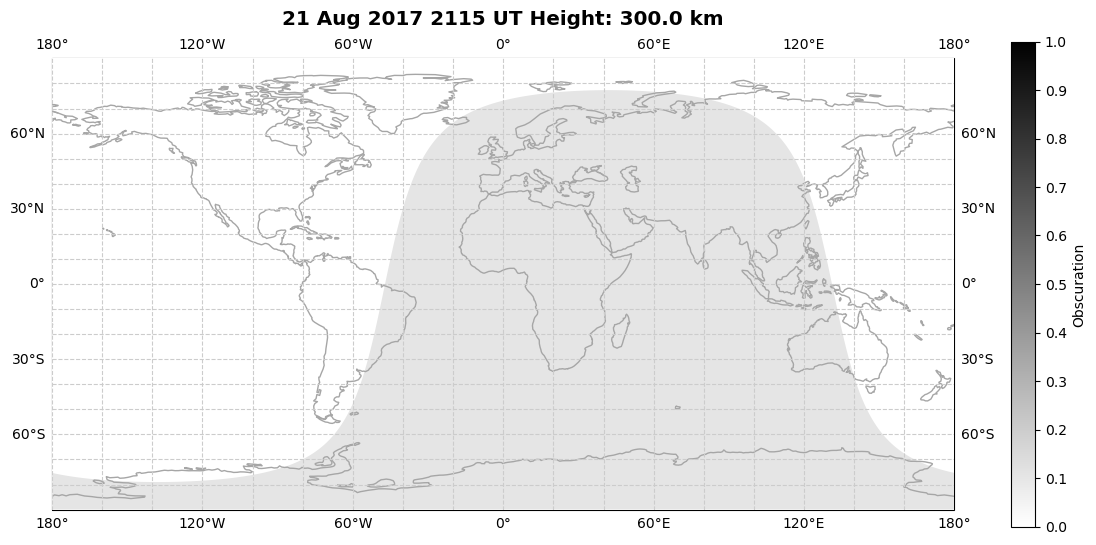 21 Aug 2017 2115 UT Height: 300.0 km
180° 120°W 60°W 0° 60°E 120°E 180°
60°N 60°N
30°N 30°N
0° 0°
30°S 30°S
60°S 60°S
180° 120°W 60°W 0° 60°E 120°E 180°
1.0
0.9
0.8
0.7
0.6
0.5
0.4
0.3
0.2
0.1
0.0
Obscuration